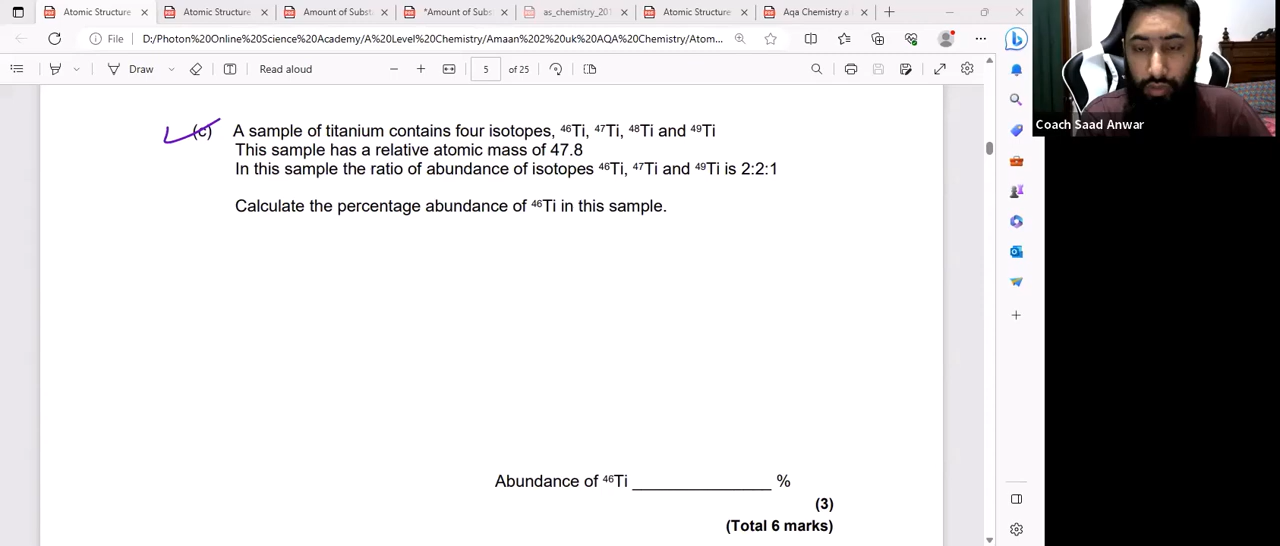 Atomic Structure
Atomic Structure
Amount of Subst
*Amount of Subs
as_chemistry_201
Atomic Structure
Aqa Chemistry a
File
D:/Photon%20Online%20Science%20Academy/A%20Level%20Chemistry/Amaan%202%20uk%20AQA%20Chemistry/Atom...
Draw
Read aloud
5 of 25
Coach Saad Anwar
(c) A sample of titanium contains four isotopes, ⁴⁶Ti, ⁴⁷Ti, ⁴⁸Ti and ⁴⁹Ti
This sample has a relative atomic mass of 47.8
In this sample the ratio of abundance of isotopes ⁴⁶Ti, ⁴⁷Ti and ⁴⁹Ti is 2:2:1
Calculate the percentage abundance of ⁴⁶Ti in this sample.
Abundance of ⁴⁶Ti _______________ %
(3)
(Total 6 marks)